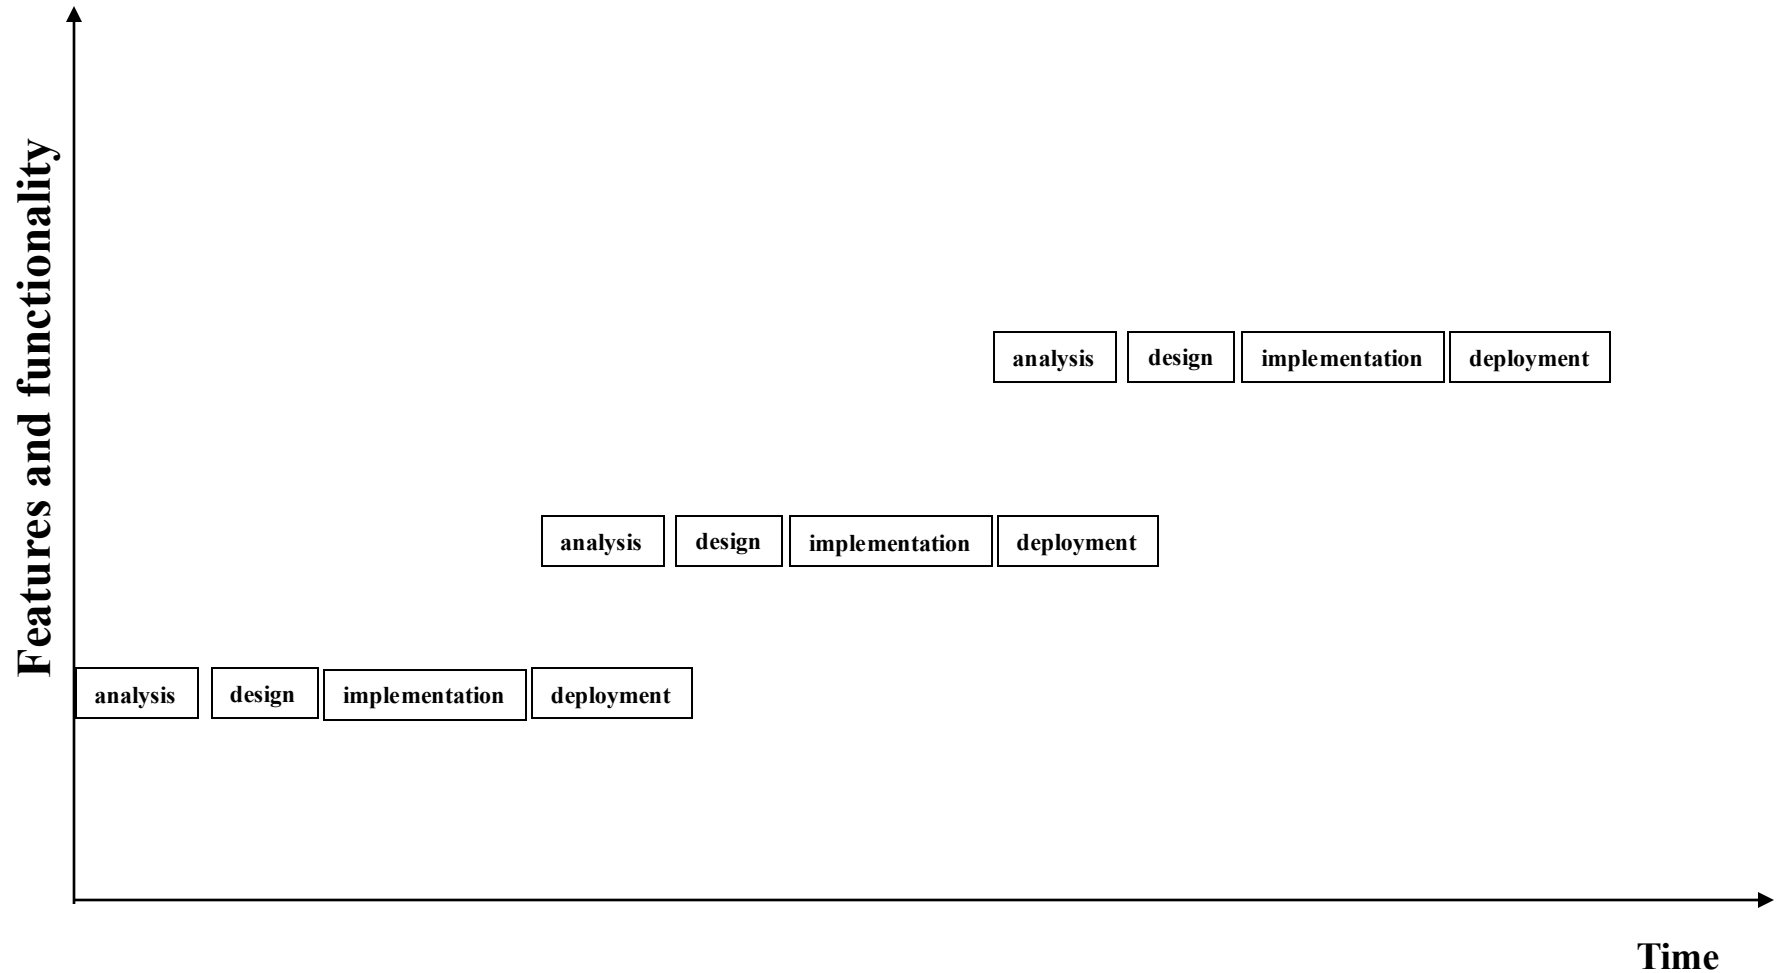 Features and functionality
analysis design implementation deployment
analysis design implementation deployment
analysis design implementation deployment
Time